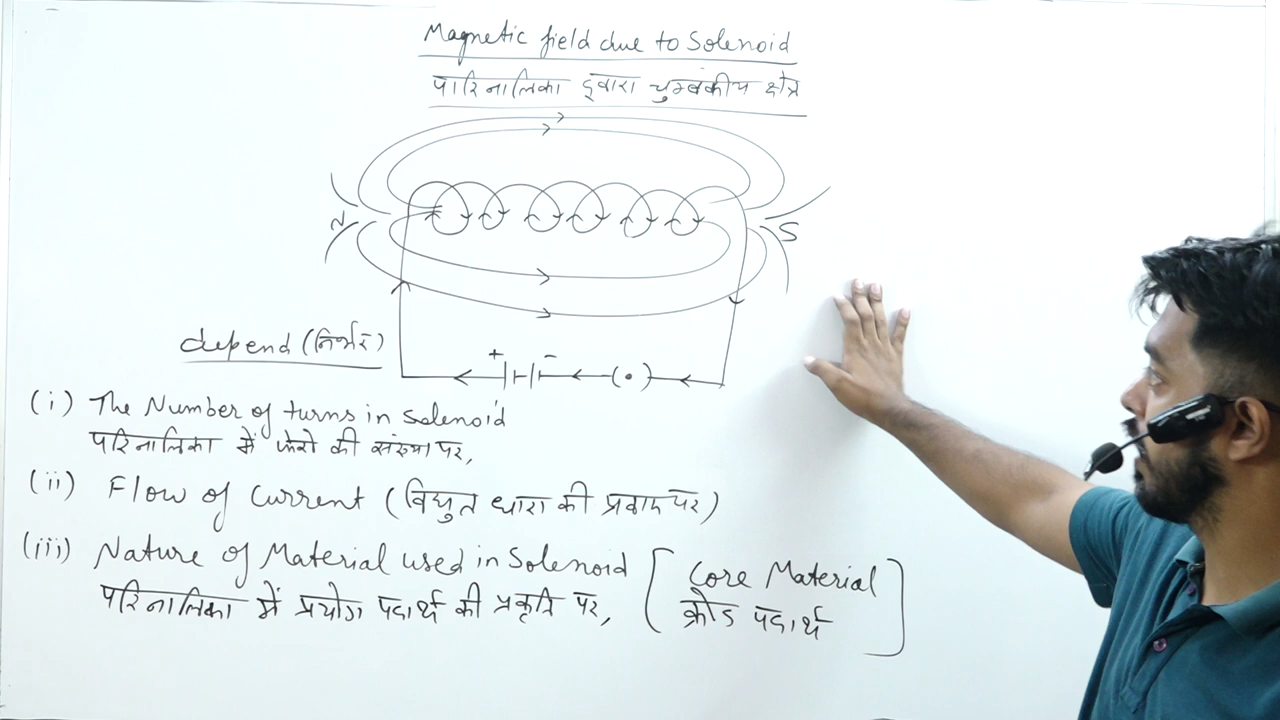 Magnetic field due to Solenoid
पारिनालिका द्वारा चुम्बकीय क्षेत्र
N
S
depend (निर्भर)
+ -
(i) The Number of turns in solenoid
परिनालिका में फेरो की संख्या पर,
(ii) Flow of current (विद्युत धारा की प्रवाह पर)
(iii) Nature of Material used in Solenoid [Core Material
परिनालिका में प्रयोग पदार्थ की प्रकृति पर, क्रोड पदार्थ]